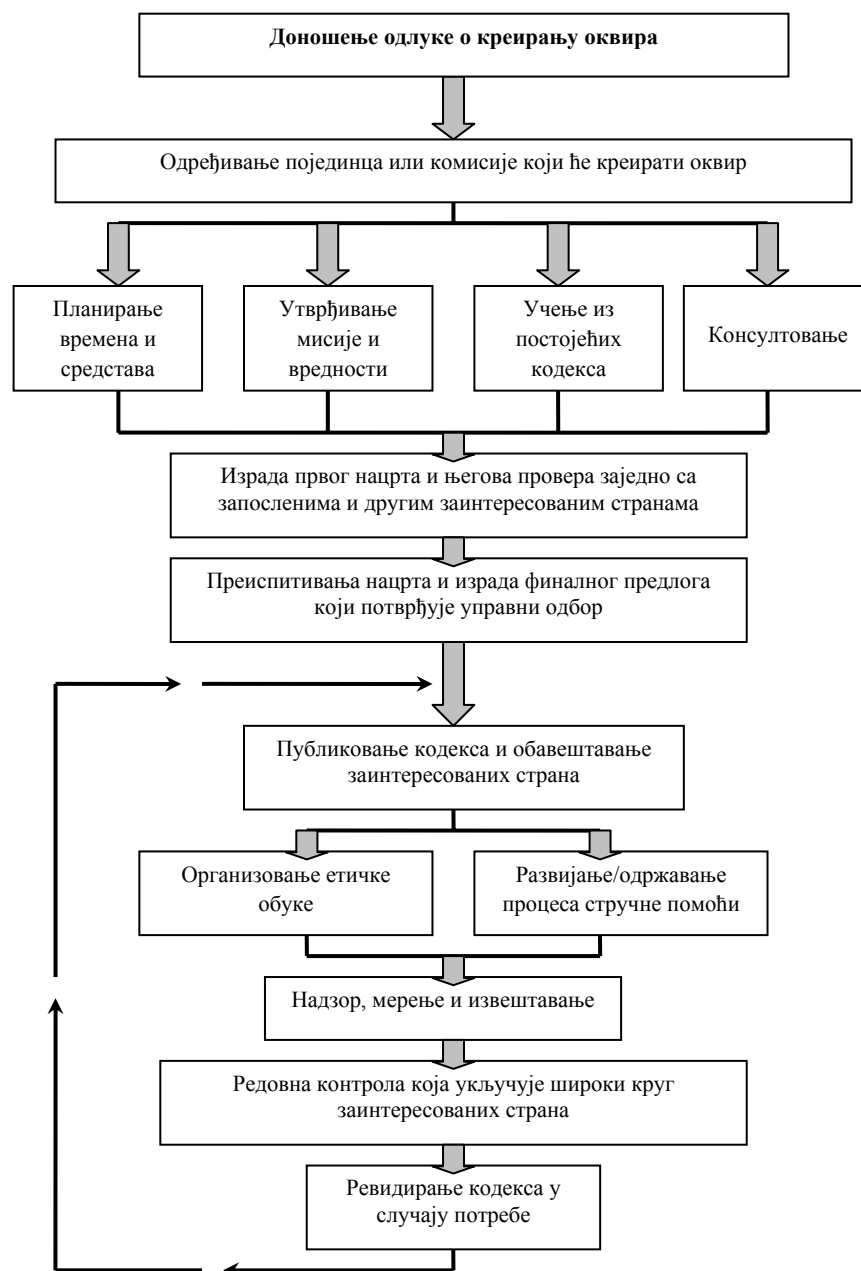 Доношење одлуке о креирању оквира
Одређивање појединца или комисије који ће креирати оквир
Планирање
времена и
средстава
Утврђивање
мисије и
вредности
Учење из
постојећих
кодекса
Консултовање
Израда првог нацрта и његова провера заједно са
запосленима и другим заинтересованим странама
Преиспитивања нацрта и израда финалног предлога
који потврђује управни одбор
Публиковање кодекса и обавештавање
заинтересованих страна
Организовање етичке
обуке
Развијање/одржавање
процеса стручне помоћи
Надзор, мерење и извештавање
Редовна контрола која укључује широки круг
заинтересованих страна
Ревидирање кодекса у
случају потребе